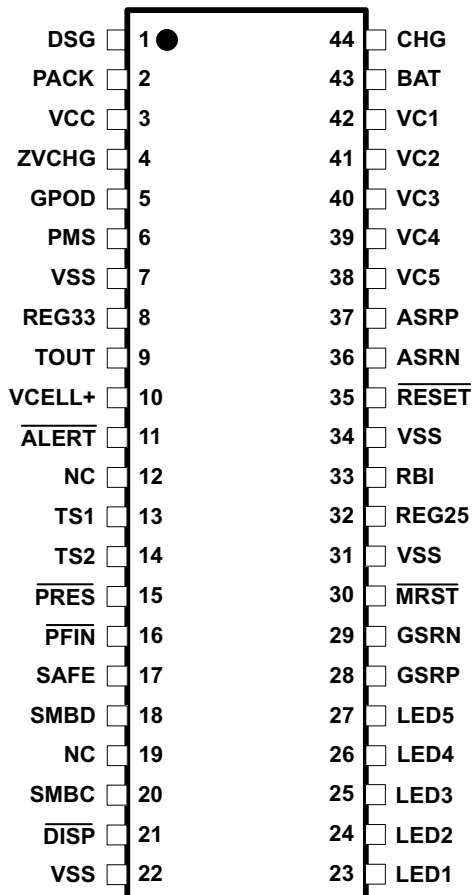 DSG 1 44 CHG
PACK 2 43 BAT
VCC 3 42 VC1
ZVCHG 4 41 VC2
GPOD 5 40 VC3
PMS 6 39 VC4
VSS 7 38 VC5
REG33 8 37 ASRP
TOUT 9 36 ASRN
VCELL+ 10 35 RESET
ALERT 11 34 VSS
NC 12 33 RBI
TS1 13 32 REG25
TS2 14 31 VSS
PRES 15 30 MRST
PFIN 16 29 GSRN
SAFE 17 28 GSRP
SMBD 18 27 LED5
NC 19 26 LED4
SMBC 20 25 LED3
DISP 21 24 LED2
VSS 22 23 LED1